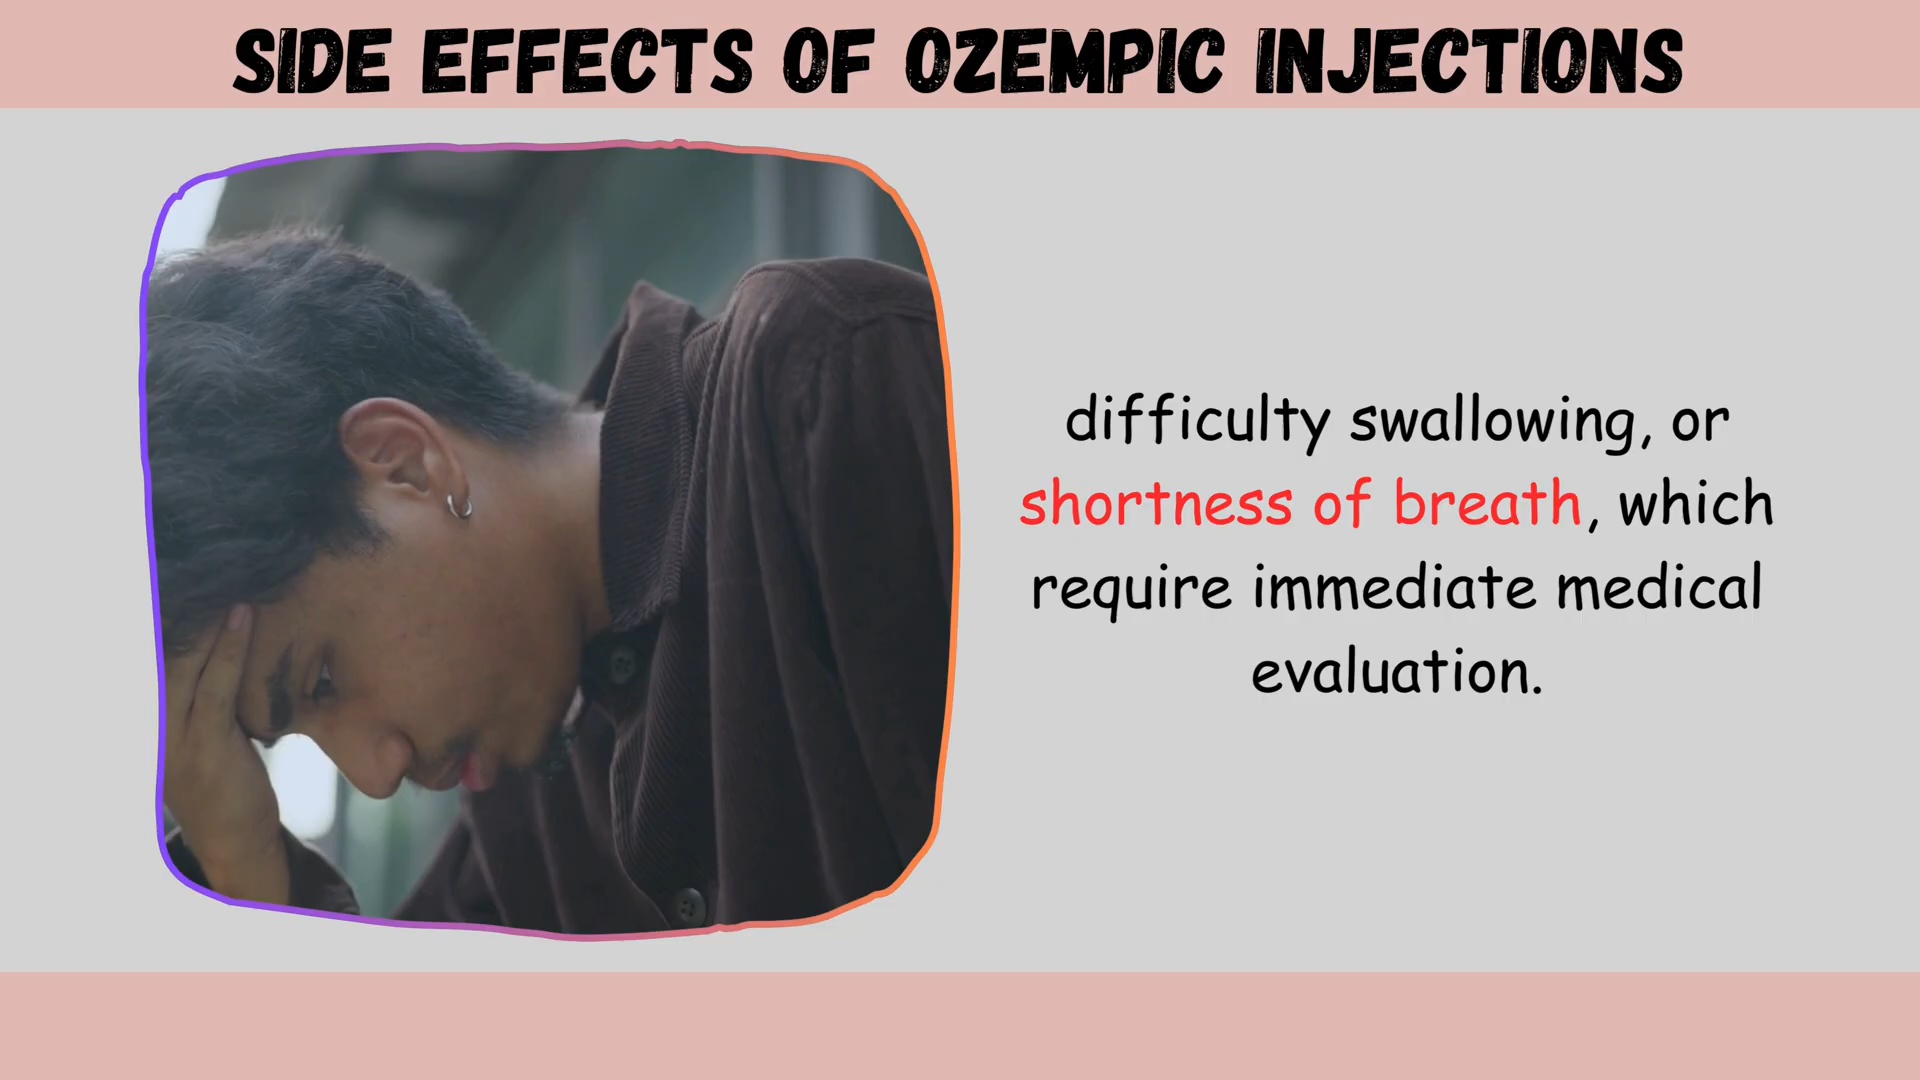 SIDE EFFECTS OF OZEMPIC INJECTIONS
difficulty swallowing, or
shortness of breath, which
require immediate medical
evaluation.